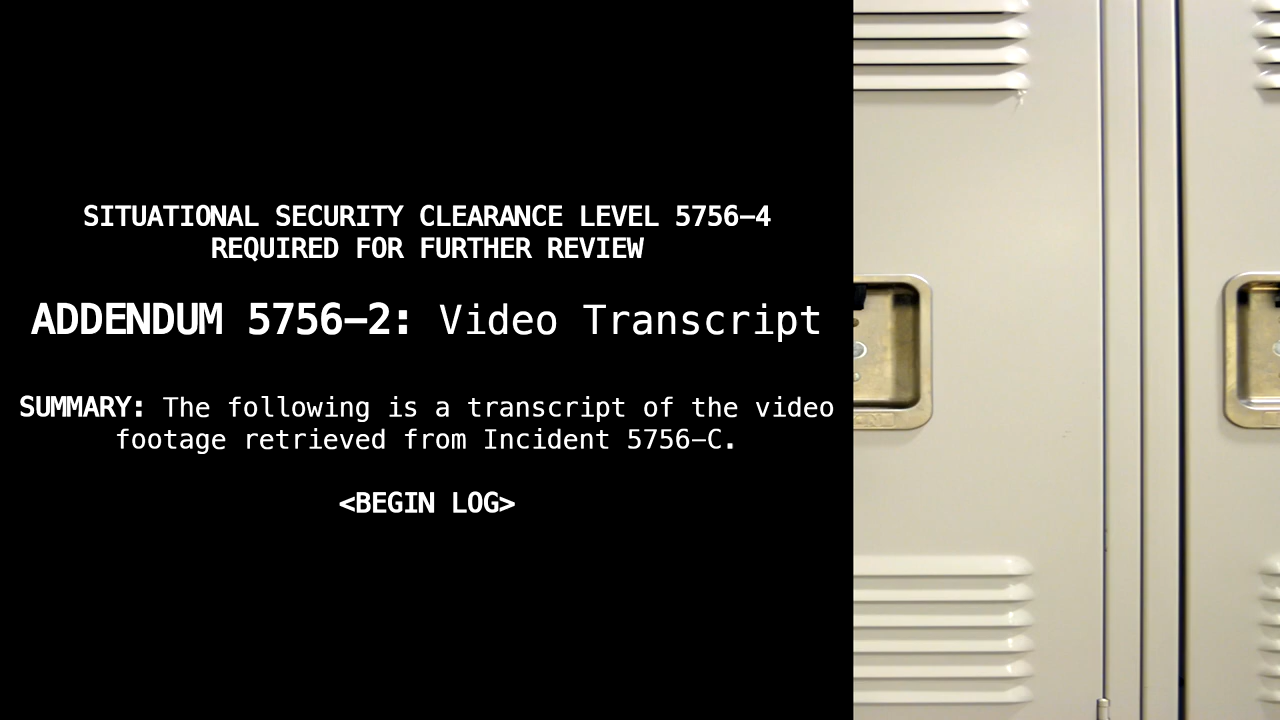 SITUATIONAL SECURITY CLEARANCE LEVEL 5756–4
REQUIRED FOR FURTHER REVIEW
ADDENDUM 5756–2: Video Transcript
SUMMARY: The following is a transcript of the video
footage retrieved from Incident 5756–C.
<BEGIN LOG>